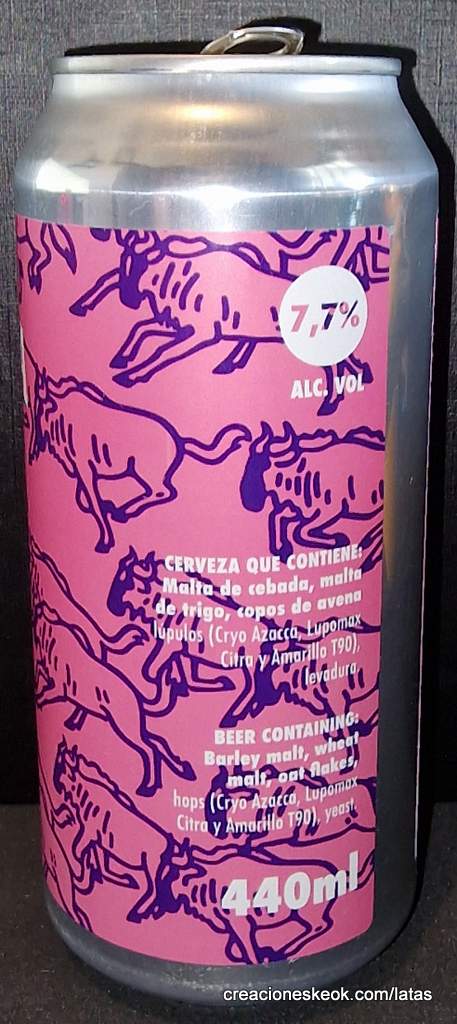 7,7%
ALC. VOL
CERVEZA QUE CONTIENE:
Malta de cebada, malta
de trigo, copos de avena
lúpulos (Cryo Azacca, Lupomax
Citra y Amarillo T90),
levadura.
BEER CONTAINING:
Barley malt, wheat
malt, oat flakes,
hops (Cryo Azacca, Lupomax
Citra y Amarillo T90), yeast.
440ml
creacioneskeok.com/latas